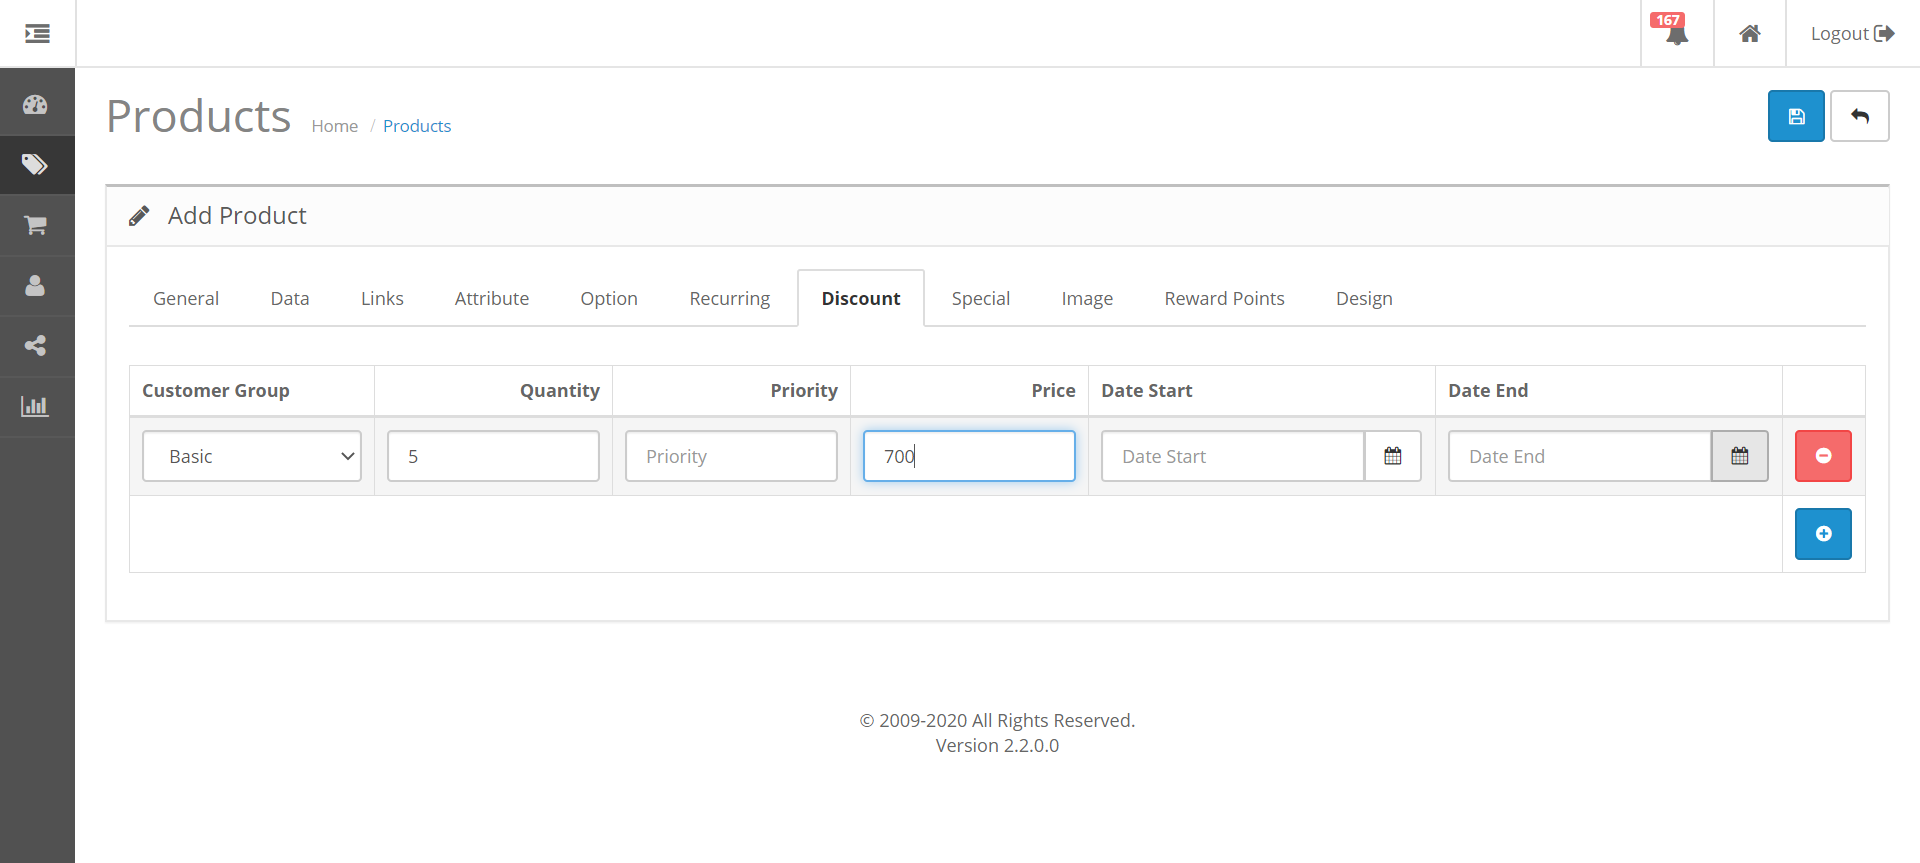 167
Logout
Products
Home / Products
Add Product
General Data Links Attribute Option Recurring Discount Special Image Reward Points Design
Customer Group Quantity Priority Price Date Start Date End
Basic 5 Priority 700 Date Start Date End
© 2009-2020 All Rights Reserved.
Version 2.2.0.0